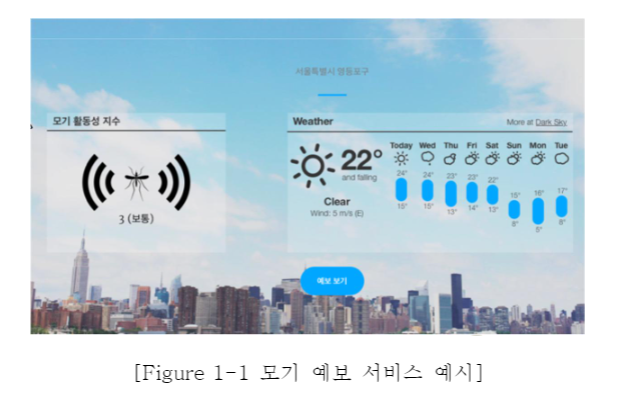 서울특별시 영등포구
모기 활동성 지수
3 (보통)
Weather
More at Dark Sky
22°
and falling
Clear
Wind: 5 m/s (E)
Today Wed Thu Fri Sat Sun Mon Tue
24° 24° 23° 23° 22° 15° 16° 17°
15° 15° 13° 14° 13° 8° 5° 8°
예보 보기
[Figure 1-1 모기 예보 서비스 예시]